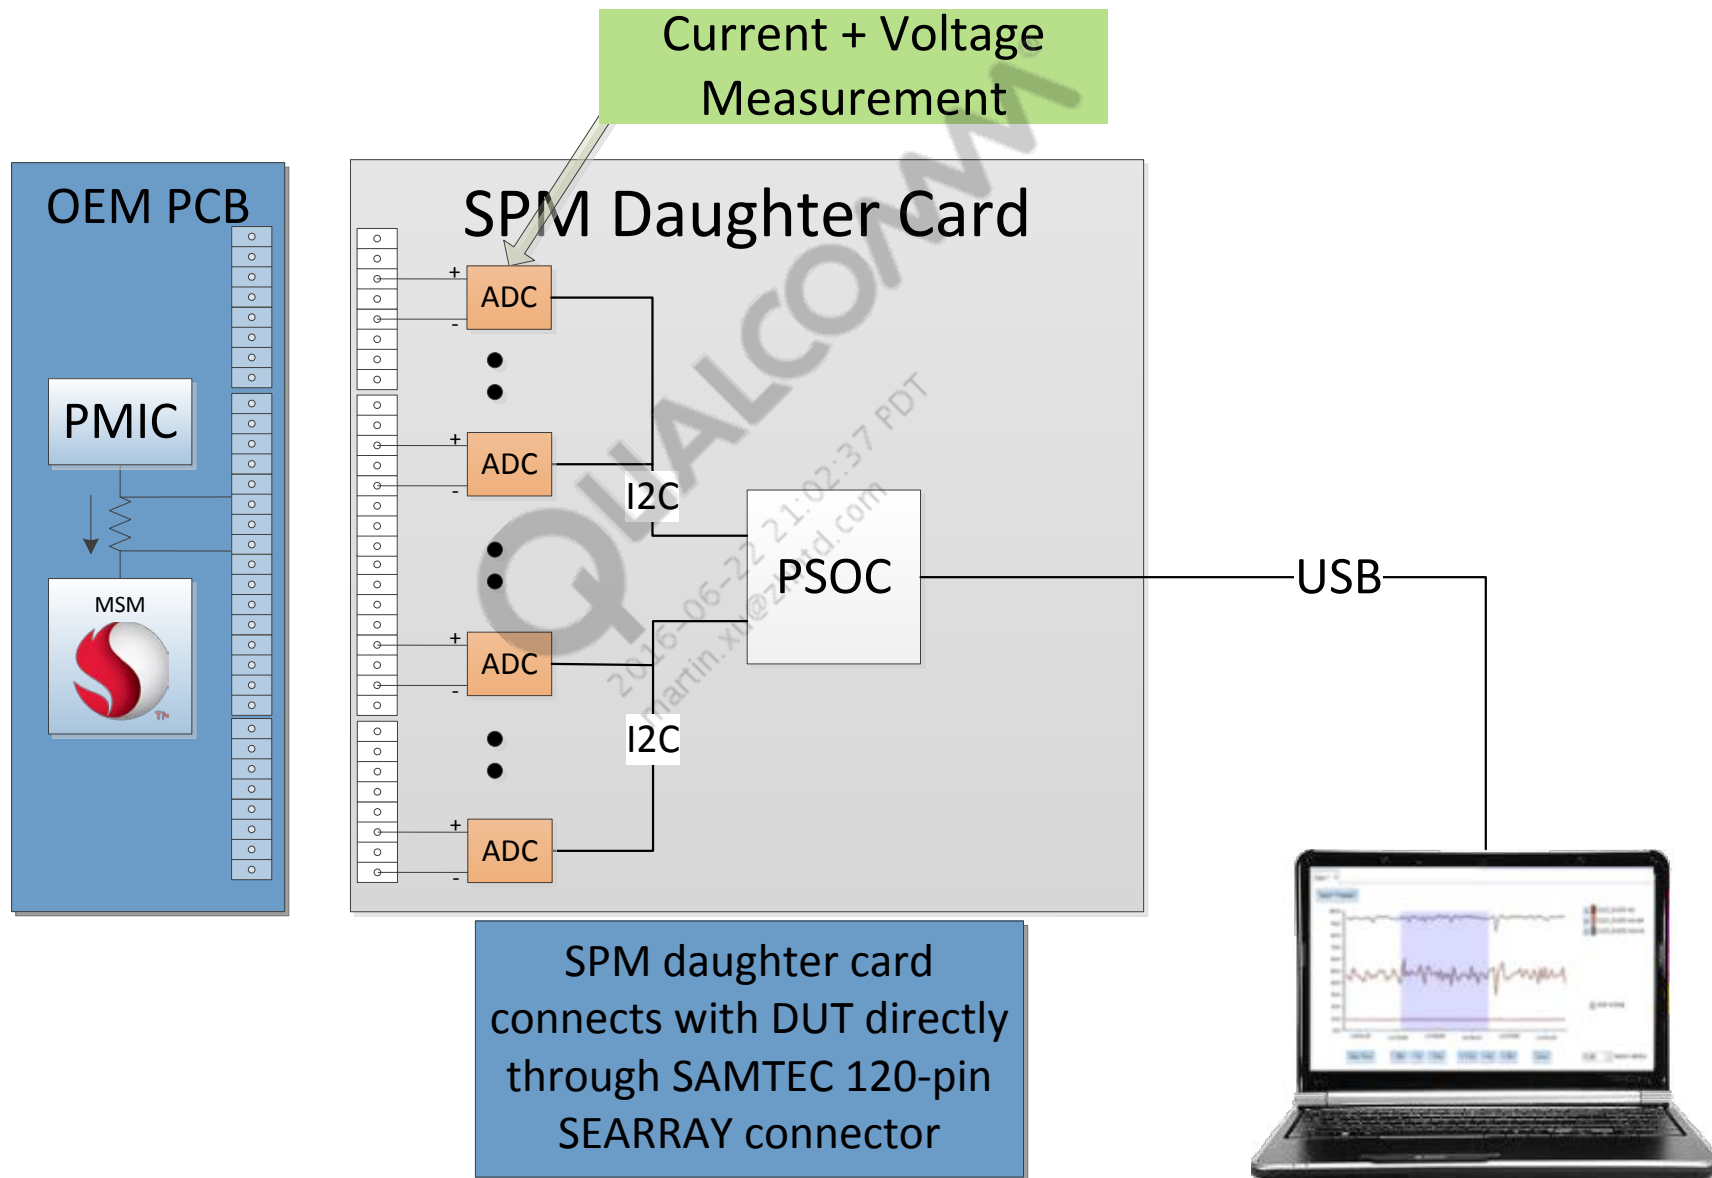 Current + Voltage
Measurement
OEM PCB
SPM Daughter Card
+
ADC
-
PMIC
+
ADC
-
I2C
PSOC
USB
MSM
TM
+
ADC
-
I2C
+
ADC
-
QUALCOMM
2016-06-22 21:02:37 PDT
SPM daughter card
connects with DUT directly
through SAMTEC 120-pin
SEARRAY connector